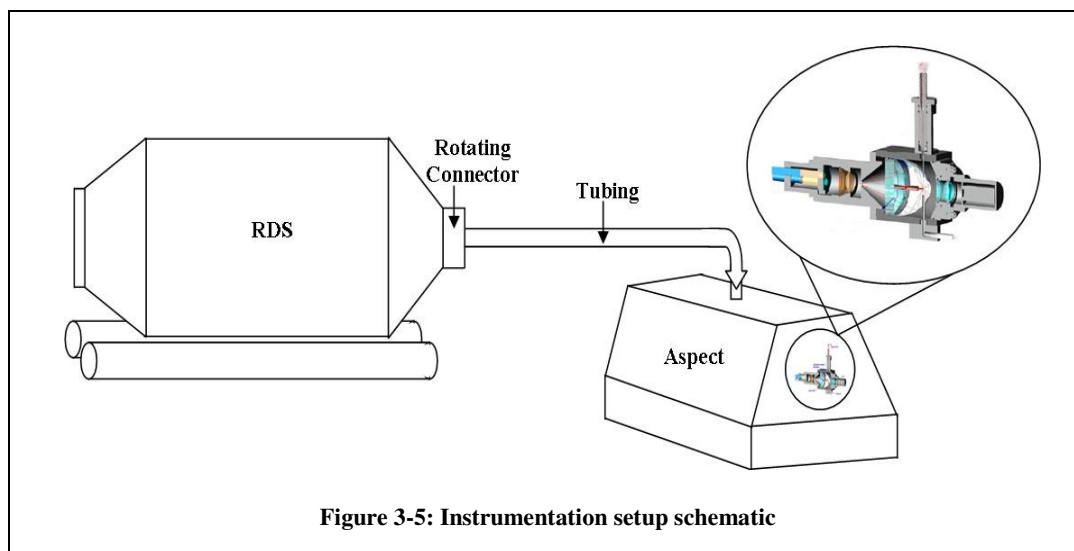 Rotating
Connector
Tubing
RDS
Aspect
Figure 3-5: Instrumentation setup schematic